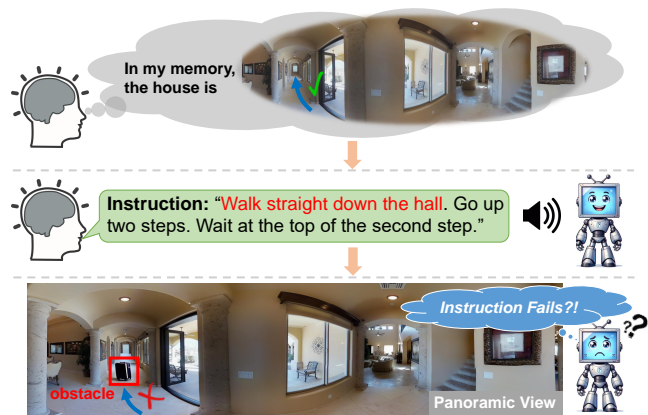 In my memory,
the house is
Instruction: “Walk straight down the hall. Go up
two steps. Wait at the top of the second step.”
Instruction Fails?!
??
obstacle
Panoramic View